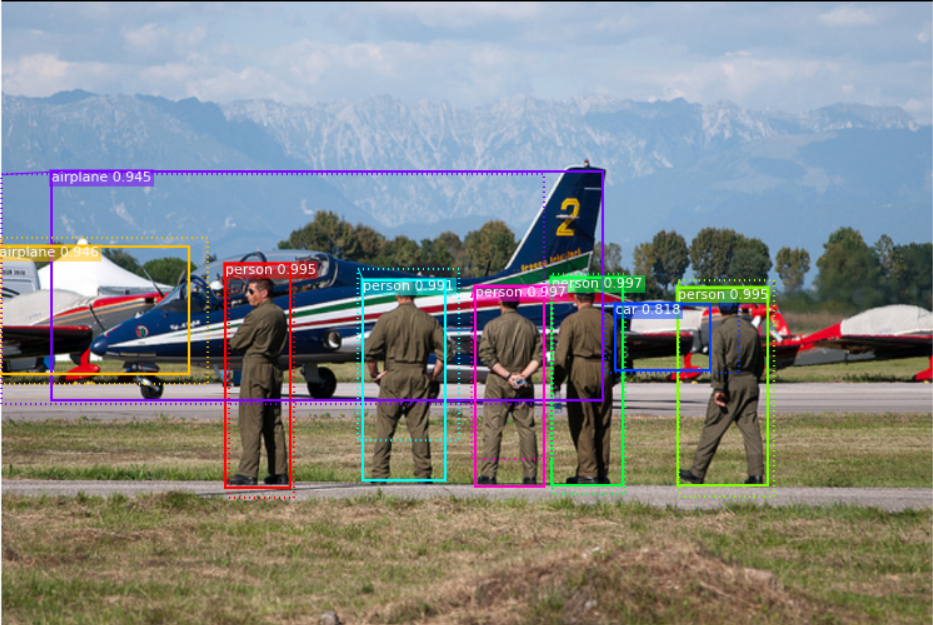 airplane 0.945
2
airplane 0.946
person 0.995
person 0.991
person 0.997
person 0.997
person 0.995
car 0.818